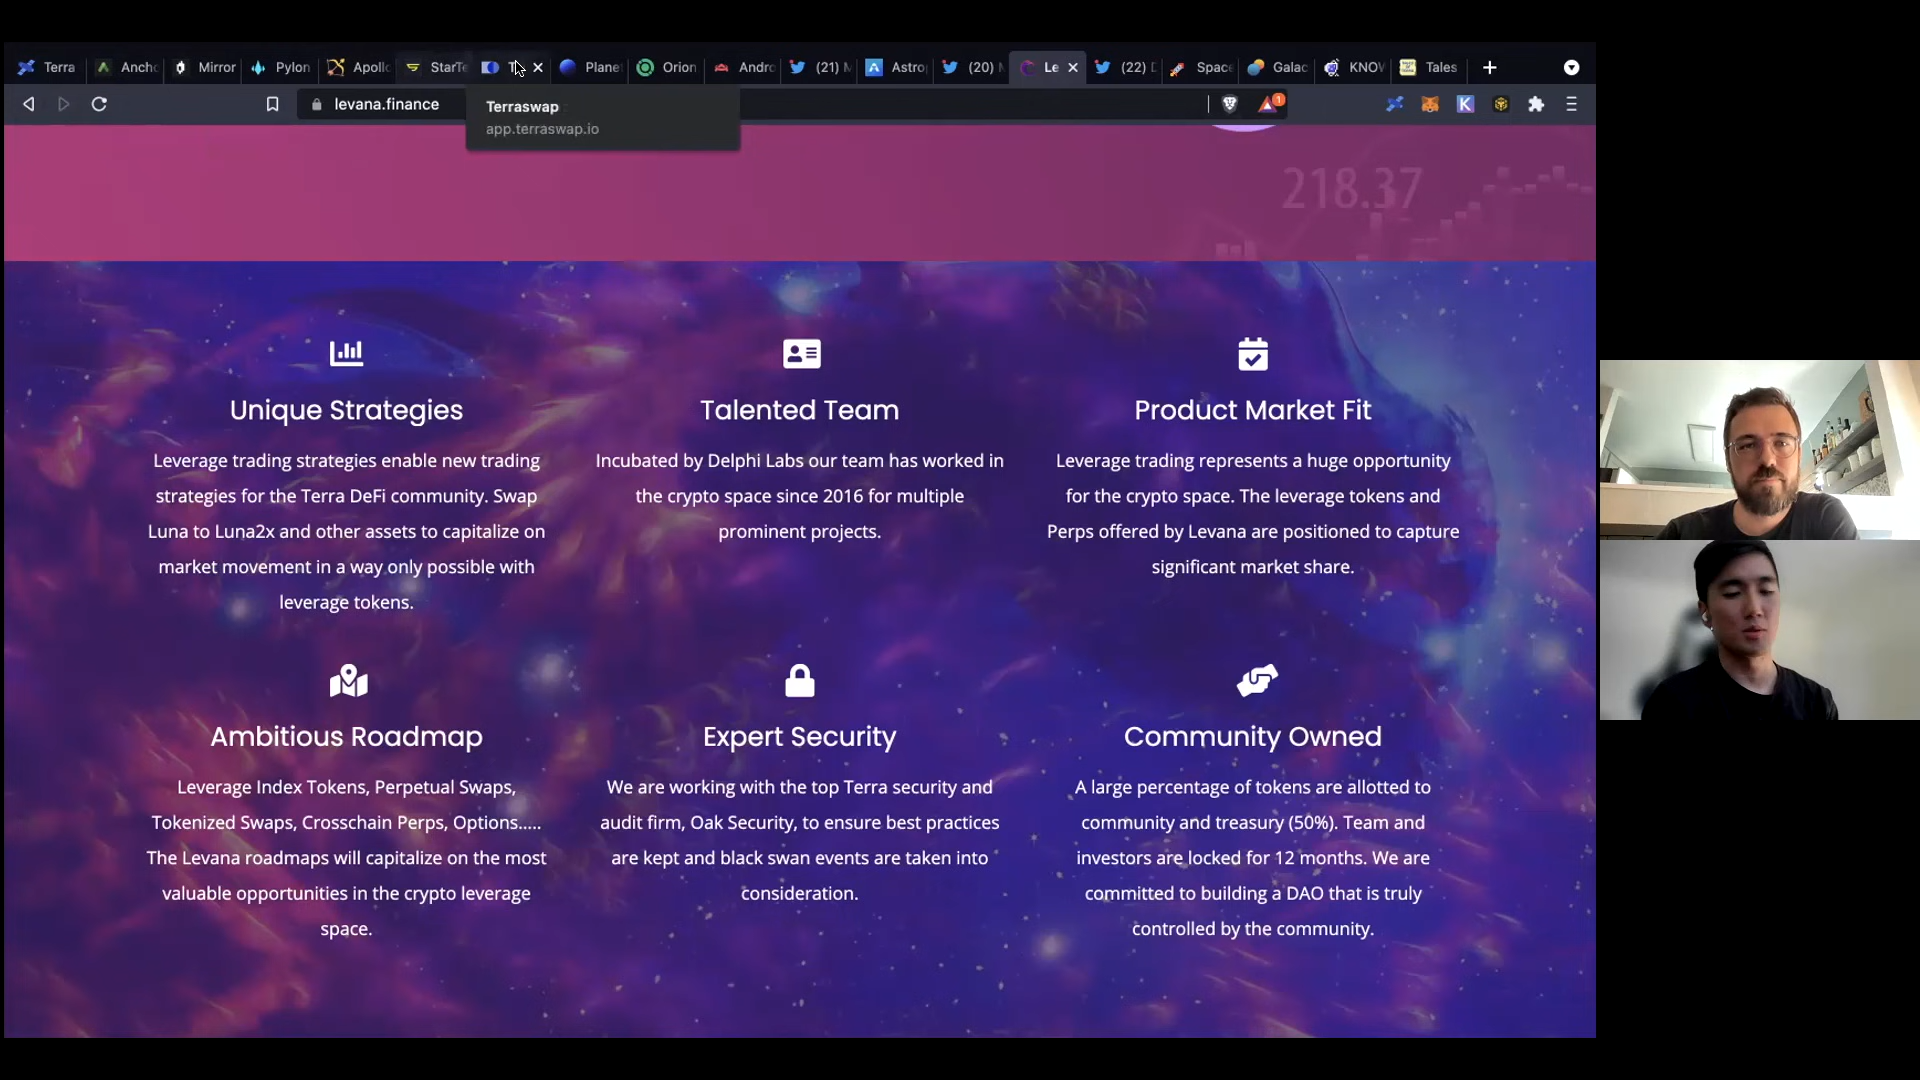 Terra
Ancho
Mirror
Pylon
Apollo
StarTe
T
Plane
Orion
Andro
(21) M
Astro
(20)
Le
(22) D
Space
Galac
KNOW
Tales
levana.finance
Terraswap
app.terraswap.io
1
K
218.37
Unique Strategies
Leverage trading strategies enable new trading
strategies for the Terra DeFi community. Swap
Luna to Luna2x and other assets to capitalize on
market movement in a way only possible with
leverage tokens.
Talented Team
Incubated by Delphi Labs our team has worked in
the crypto space since 2016 for multiple
prominent projects.
Product Market Fit
Leverage trading represents a huge opportunity
for the crypto space. The leverage tokens and
Perps offered by Levana are positioned to capture
significant market share.
Ambitious Roadmap
Leverage Index Tokens, Perpetual Swaps,
Tokenized Swaps, Crosschain Perps, Options.....
The Levana roadmaps will capitalize on the most
valuable opportunities in the crypto leverage
space.
Expert Security
We are working with the top Terra security and
audit firm, Oak Security, to ensure best practices
are kept and black swan events are taken into
consideration.
Community Owned
A large percentage of tokens are allotted to
community and treasury (50%). Team and
investors are locked for 12 months. We are
committed to building a DAO that is truly
controlled by the community.